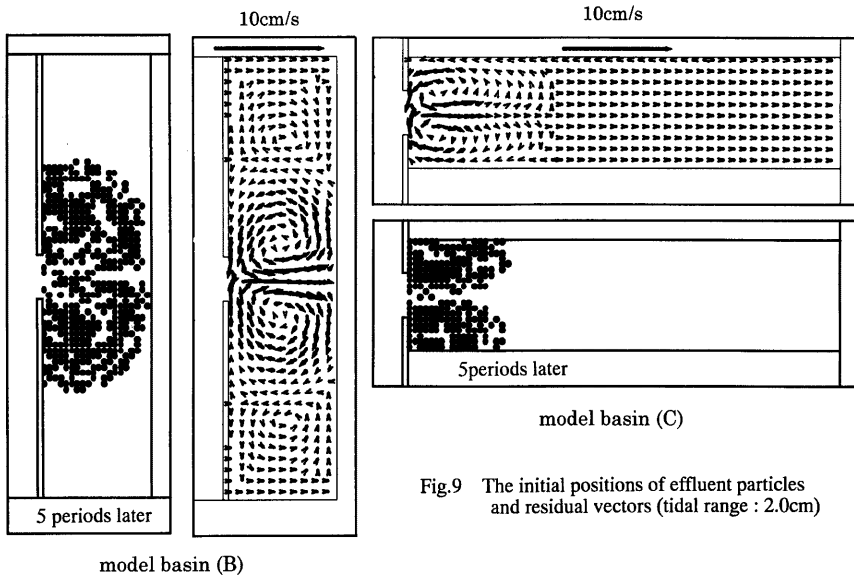 10cm/s
10cm/s
5 periods later
5periods later
model basin (C)
Fig.9 The initial positions of effluent particles
and residual vectors (tidal range : 2.0cm)
model basin (B)